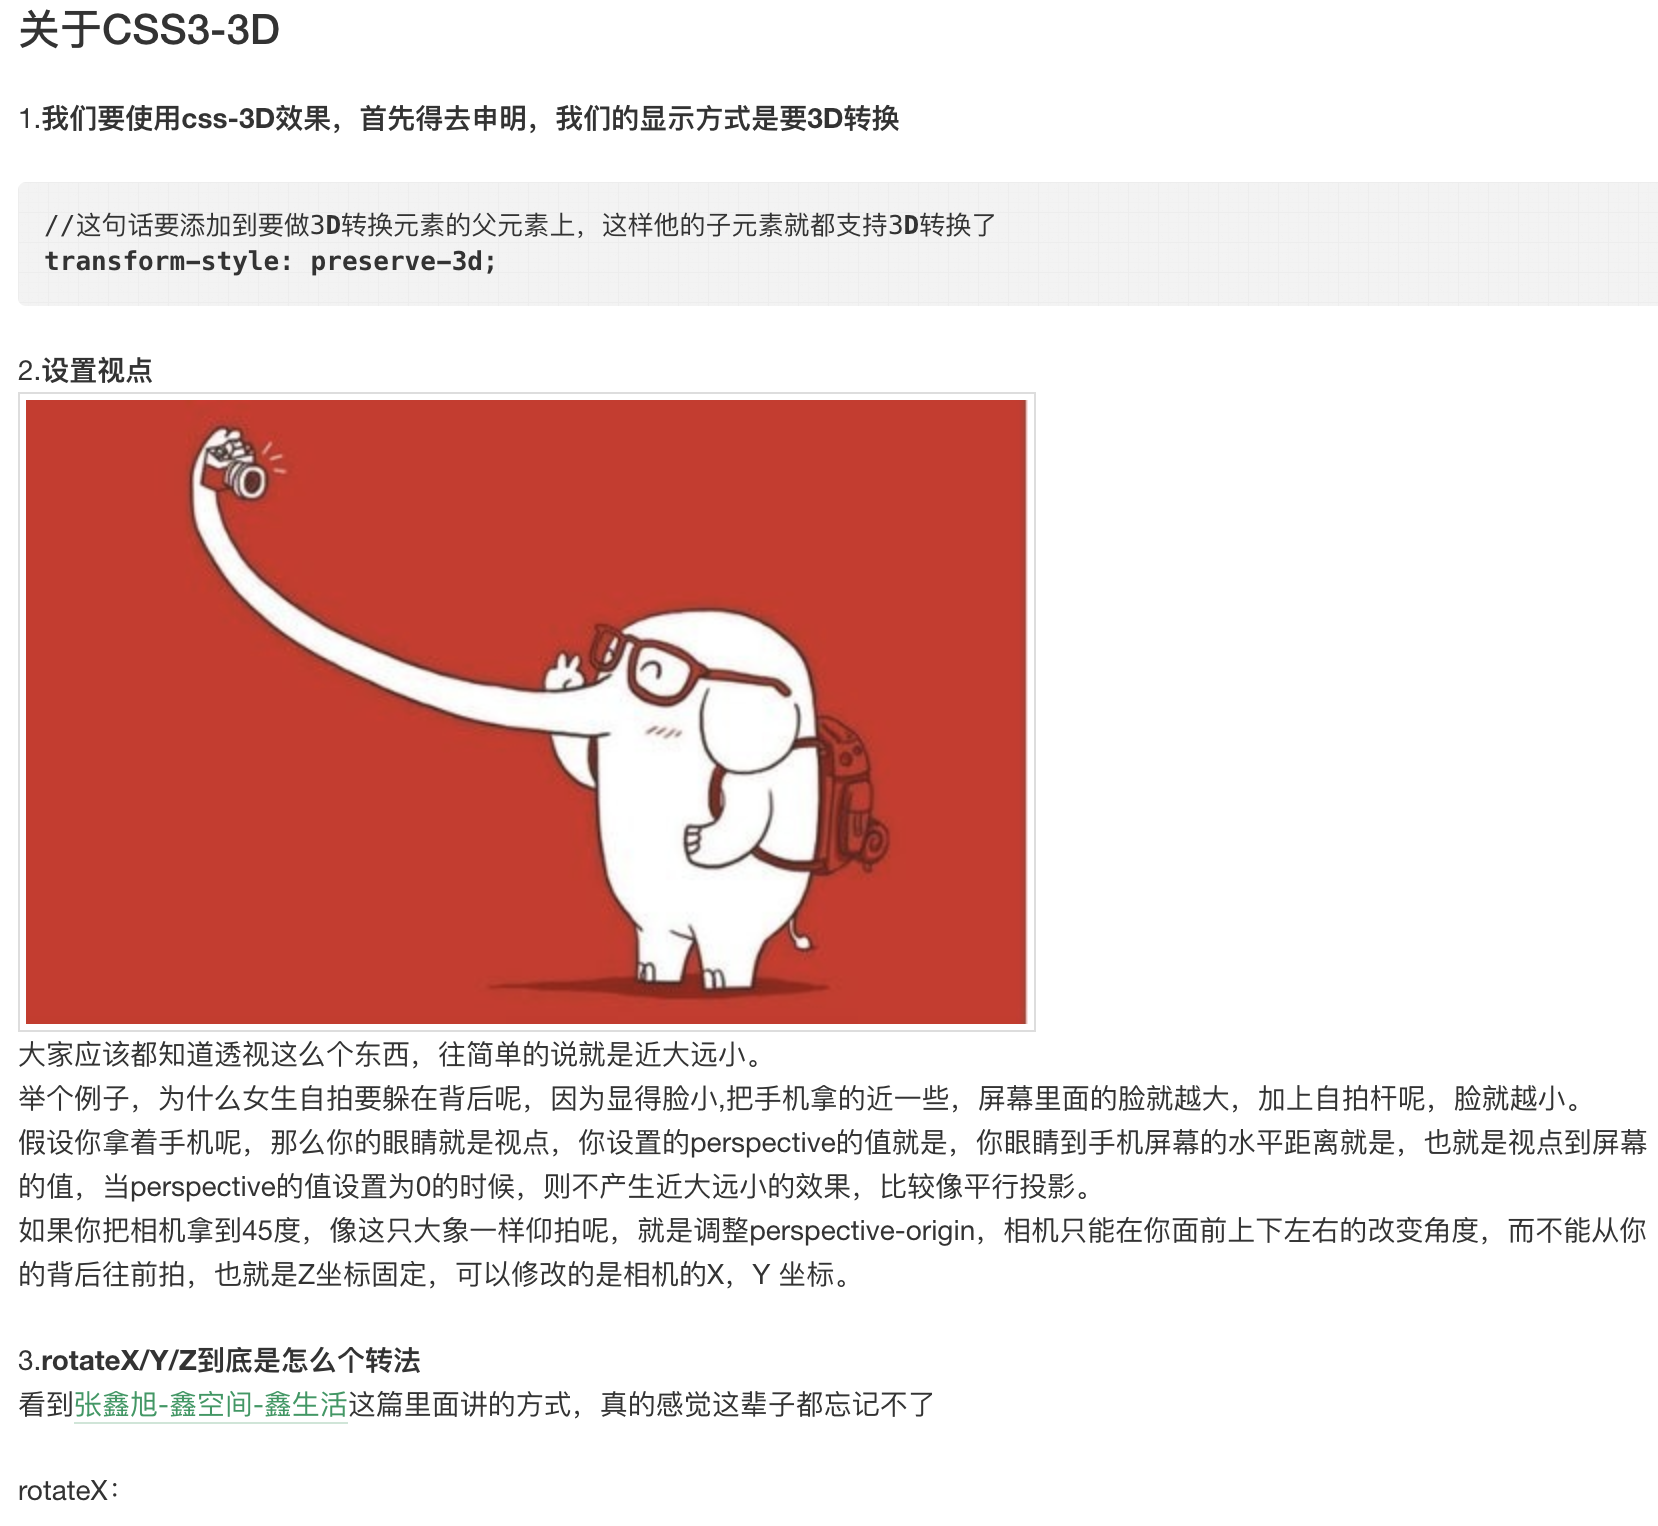 关于CSS3-3D
1.我们要使用css-3D效果，首先得去申明，我们的显示方式是要3D转换
//这句话要添加到要做3D转换元素的父元素上，这样他的子元素就都支持3D转换了
transform-style: preserve-3d;
2.设置视点
大家应该都知道透视这么个东西，往简单的说就是近大远小。
举个例子，为什么女生自拍要躲在背后呢，因为显得脸小,把手机拿的近一些，屏幕里面的脸就越大，加上自拍杆呢，脸就越小。
假设你拿着手机呢，那么你的眼睛就是视点，你设置的perspective的值就是，你眼睛到手机屏幕的水平距离就是，也就是视点到屏幕
的值，当perspective的值设置为0的时候，则不产生近大远小的效果，比较像平行投影。
如果你把相机拿到45度，像这只大象一样仰拍呢，就是调整perspective-origin，相机只能在你面前上下左右的改变角度，而不能从你
的背后往前拍，也就是Z坐标固定，可以修改的是相机的X，Y 坐标。
3.rotateX/Y/Z到底是怎么个转法
看到张鑫旭-鑫空间-鑫生活这篇里面讲的方式，真的感觉这辈子都忘记不了
rotateX：